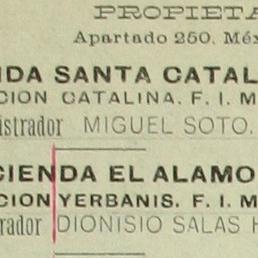 PROPIETA
Apartado 250. Méx
NDA SANTA CATAL
CION CATALINA. F. I. M
istrador MIGUEL SOTO.
CIENDA EL ALAMO
CION YERBANIS. F. I. M
rador DIONISIO SALAS H